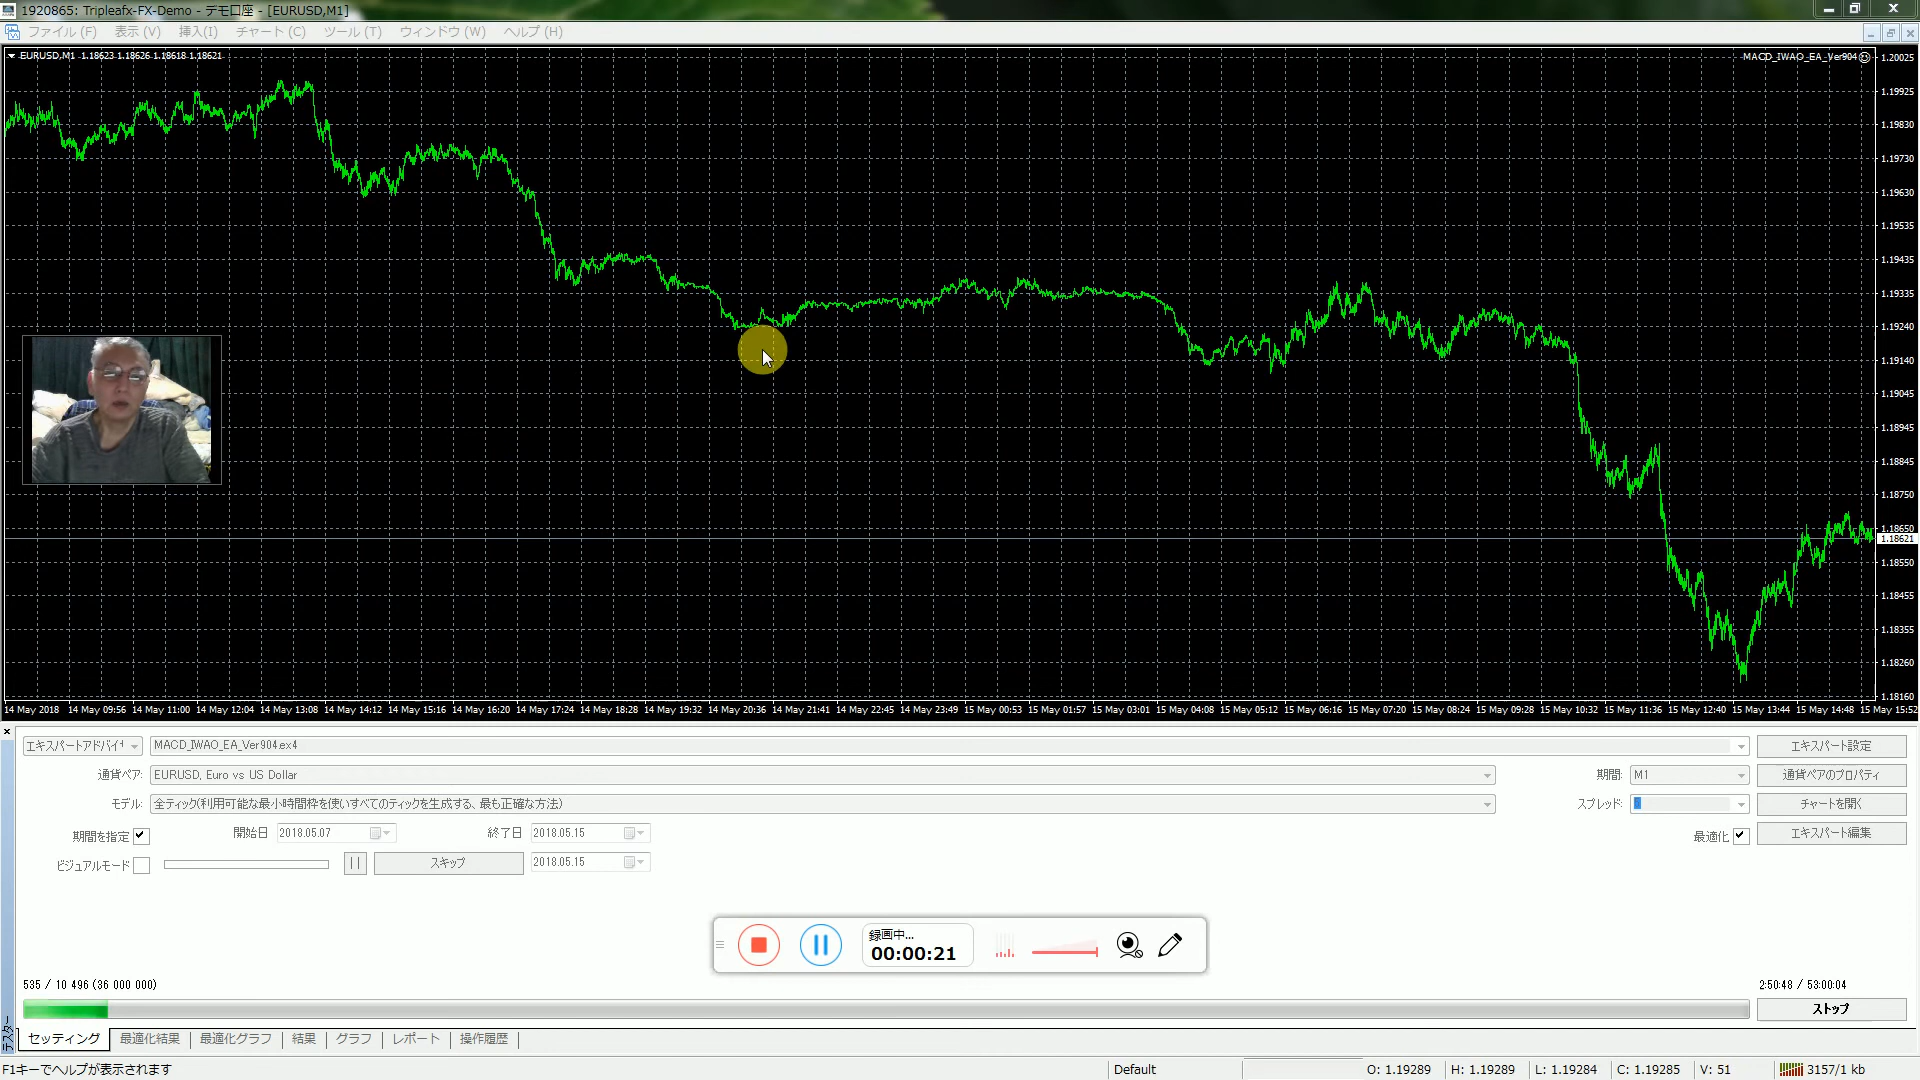 1920865: Tripleafx-FX-Demo - デモ口座 - [EURUSD,M1]
ファイル (F) 表示 (V) 挿入(I) チャート (C) ツール (T) ウィンドウ (W) ヘルプ (H)
EURUSD,M1 1.18623 1.18626 1.18618 1.18621
MACD_IWAO_EA_Ver904
1.20025
1.19925
1.19830
1.19730
1.19630
1.19535
1.19435
1.19335
1.19240
1.19140
1.19045
1.18945
1.18845
1.18750
1.18650
1.18621
1.18550
1.18455
1.18355
1.18260
1.18160
14 May 2018 14 May 09:56 14 May 11:00 14 May 12:04 14 May 13:08 14 May 14:12 14 May 15:16 14 May 16:20 14 May 17:24 14 May 18:28 14 May 19:32 14 May 20:36 14 May 21:41 14 May 22:45 14 May 23:49 15 May 00:53 15 May 01:57 15 May 03:01 15 May 04:08 15 May 05:12 15 May 06:16 15 May 07:20 15 May 08:24 15 May 09:28 15 May 10:32 15 May 11:36 15 May 12:40 15 May 13:44 15 May 14:48 15 May 15:52
MACD_IWAO_EA_Ver904.ex4 エキスパート設定
通貨ペア: EURUSD, Euro vs US Dollar 期間: M1 通貨ペアのプロパティ
モデル: 全ティック(利用可能な最小時間枠を使いすべてのティックを生成する、最も正確な方法) スプレッド: チャートを開く
期間を指定 開始日 2018.05.07 終了日 2018.05.15 最適化 エキスパート編集
ビジュアルモード スキップ 2018.05.15
録画中...
00:00:21
535 / 10 496 (36 000 000) 2:50:48 / 53:00:04
ストップ
テスター
セッティング 最適化結果 最適化グラフ 結果 グラフ レポート 操作履歴
F1キーでヘルプが表示されます Default O: 1.19289 H: 1.19289 L: 1.19284 C: 1.19285 V: 51 3157/1 kb